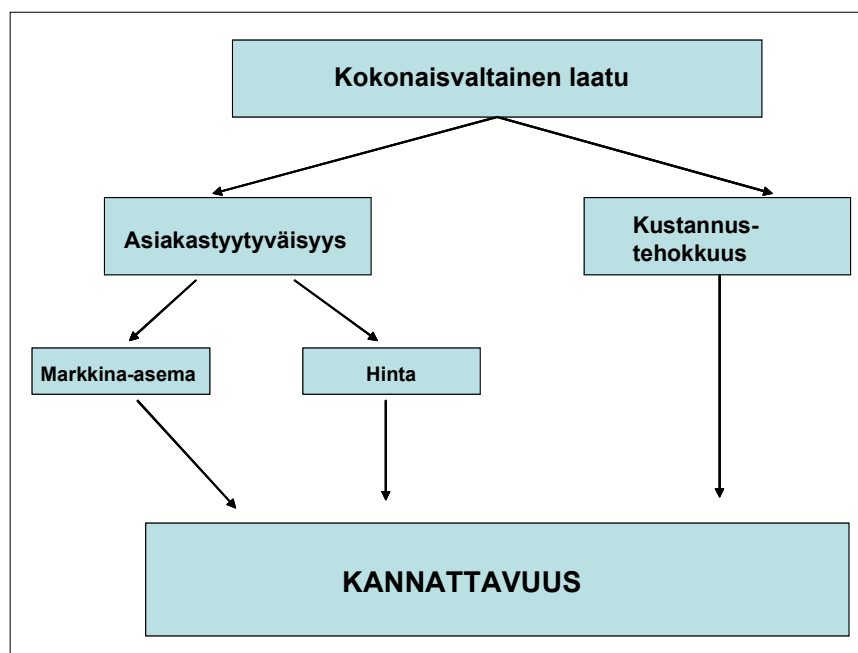 Kokonaisvaltainen laatu
Asiakastyytyväisyys
Kustannus-
tehokkuus
Markkina-asema
Hinta
KANNATTAVUUS